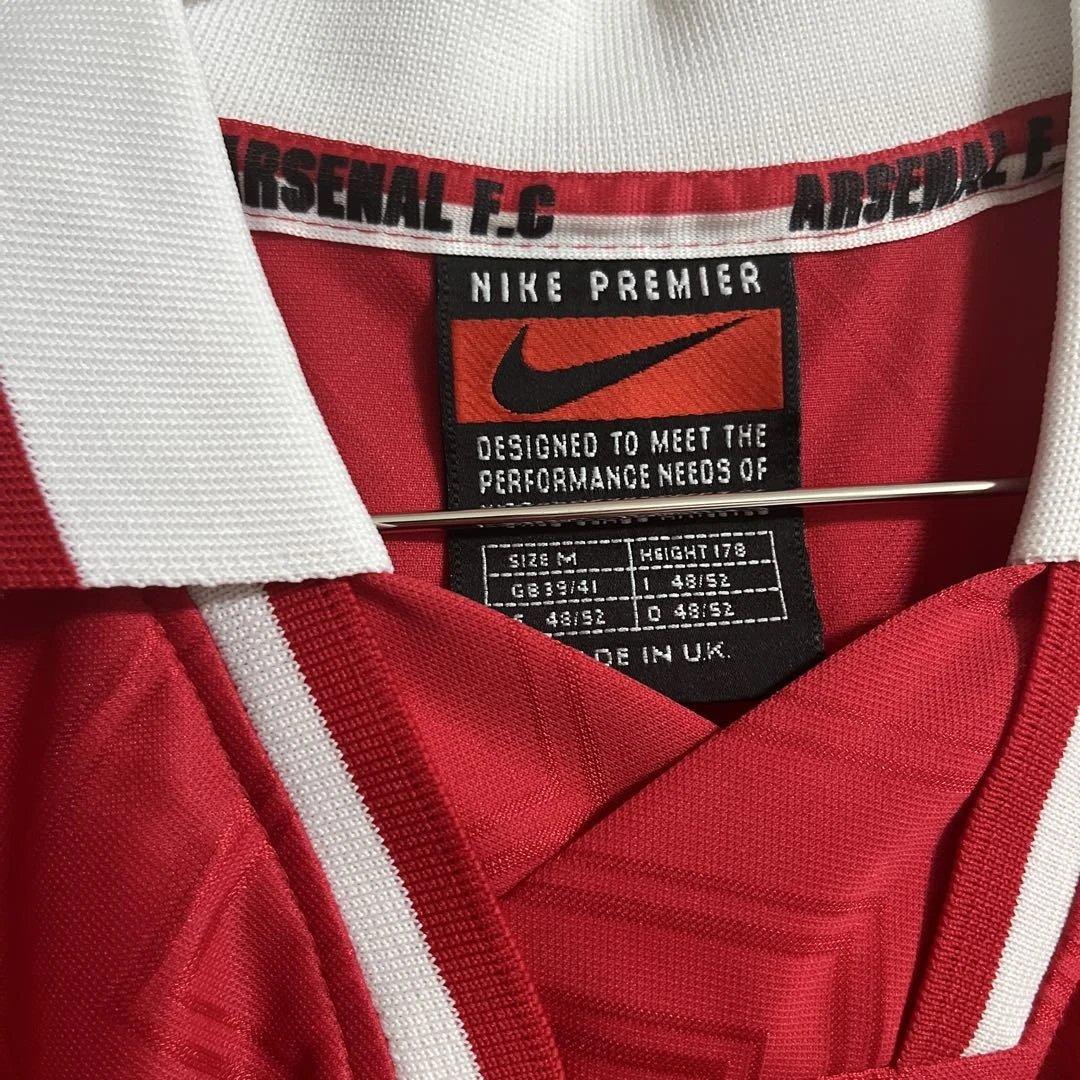 ARSENAL F.C
ARSENAL F.
NIKE PREMIER
DESIGNED TO MEET THE
PERFORMANCE NEEDS OF
SIZE M HEIGHT 178
GB 39/41 I 48/52
48/52 D 48/52
DE IN U.K.